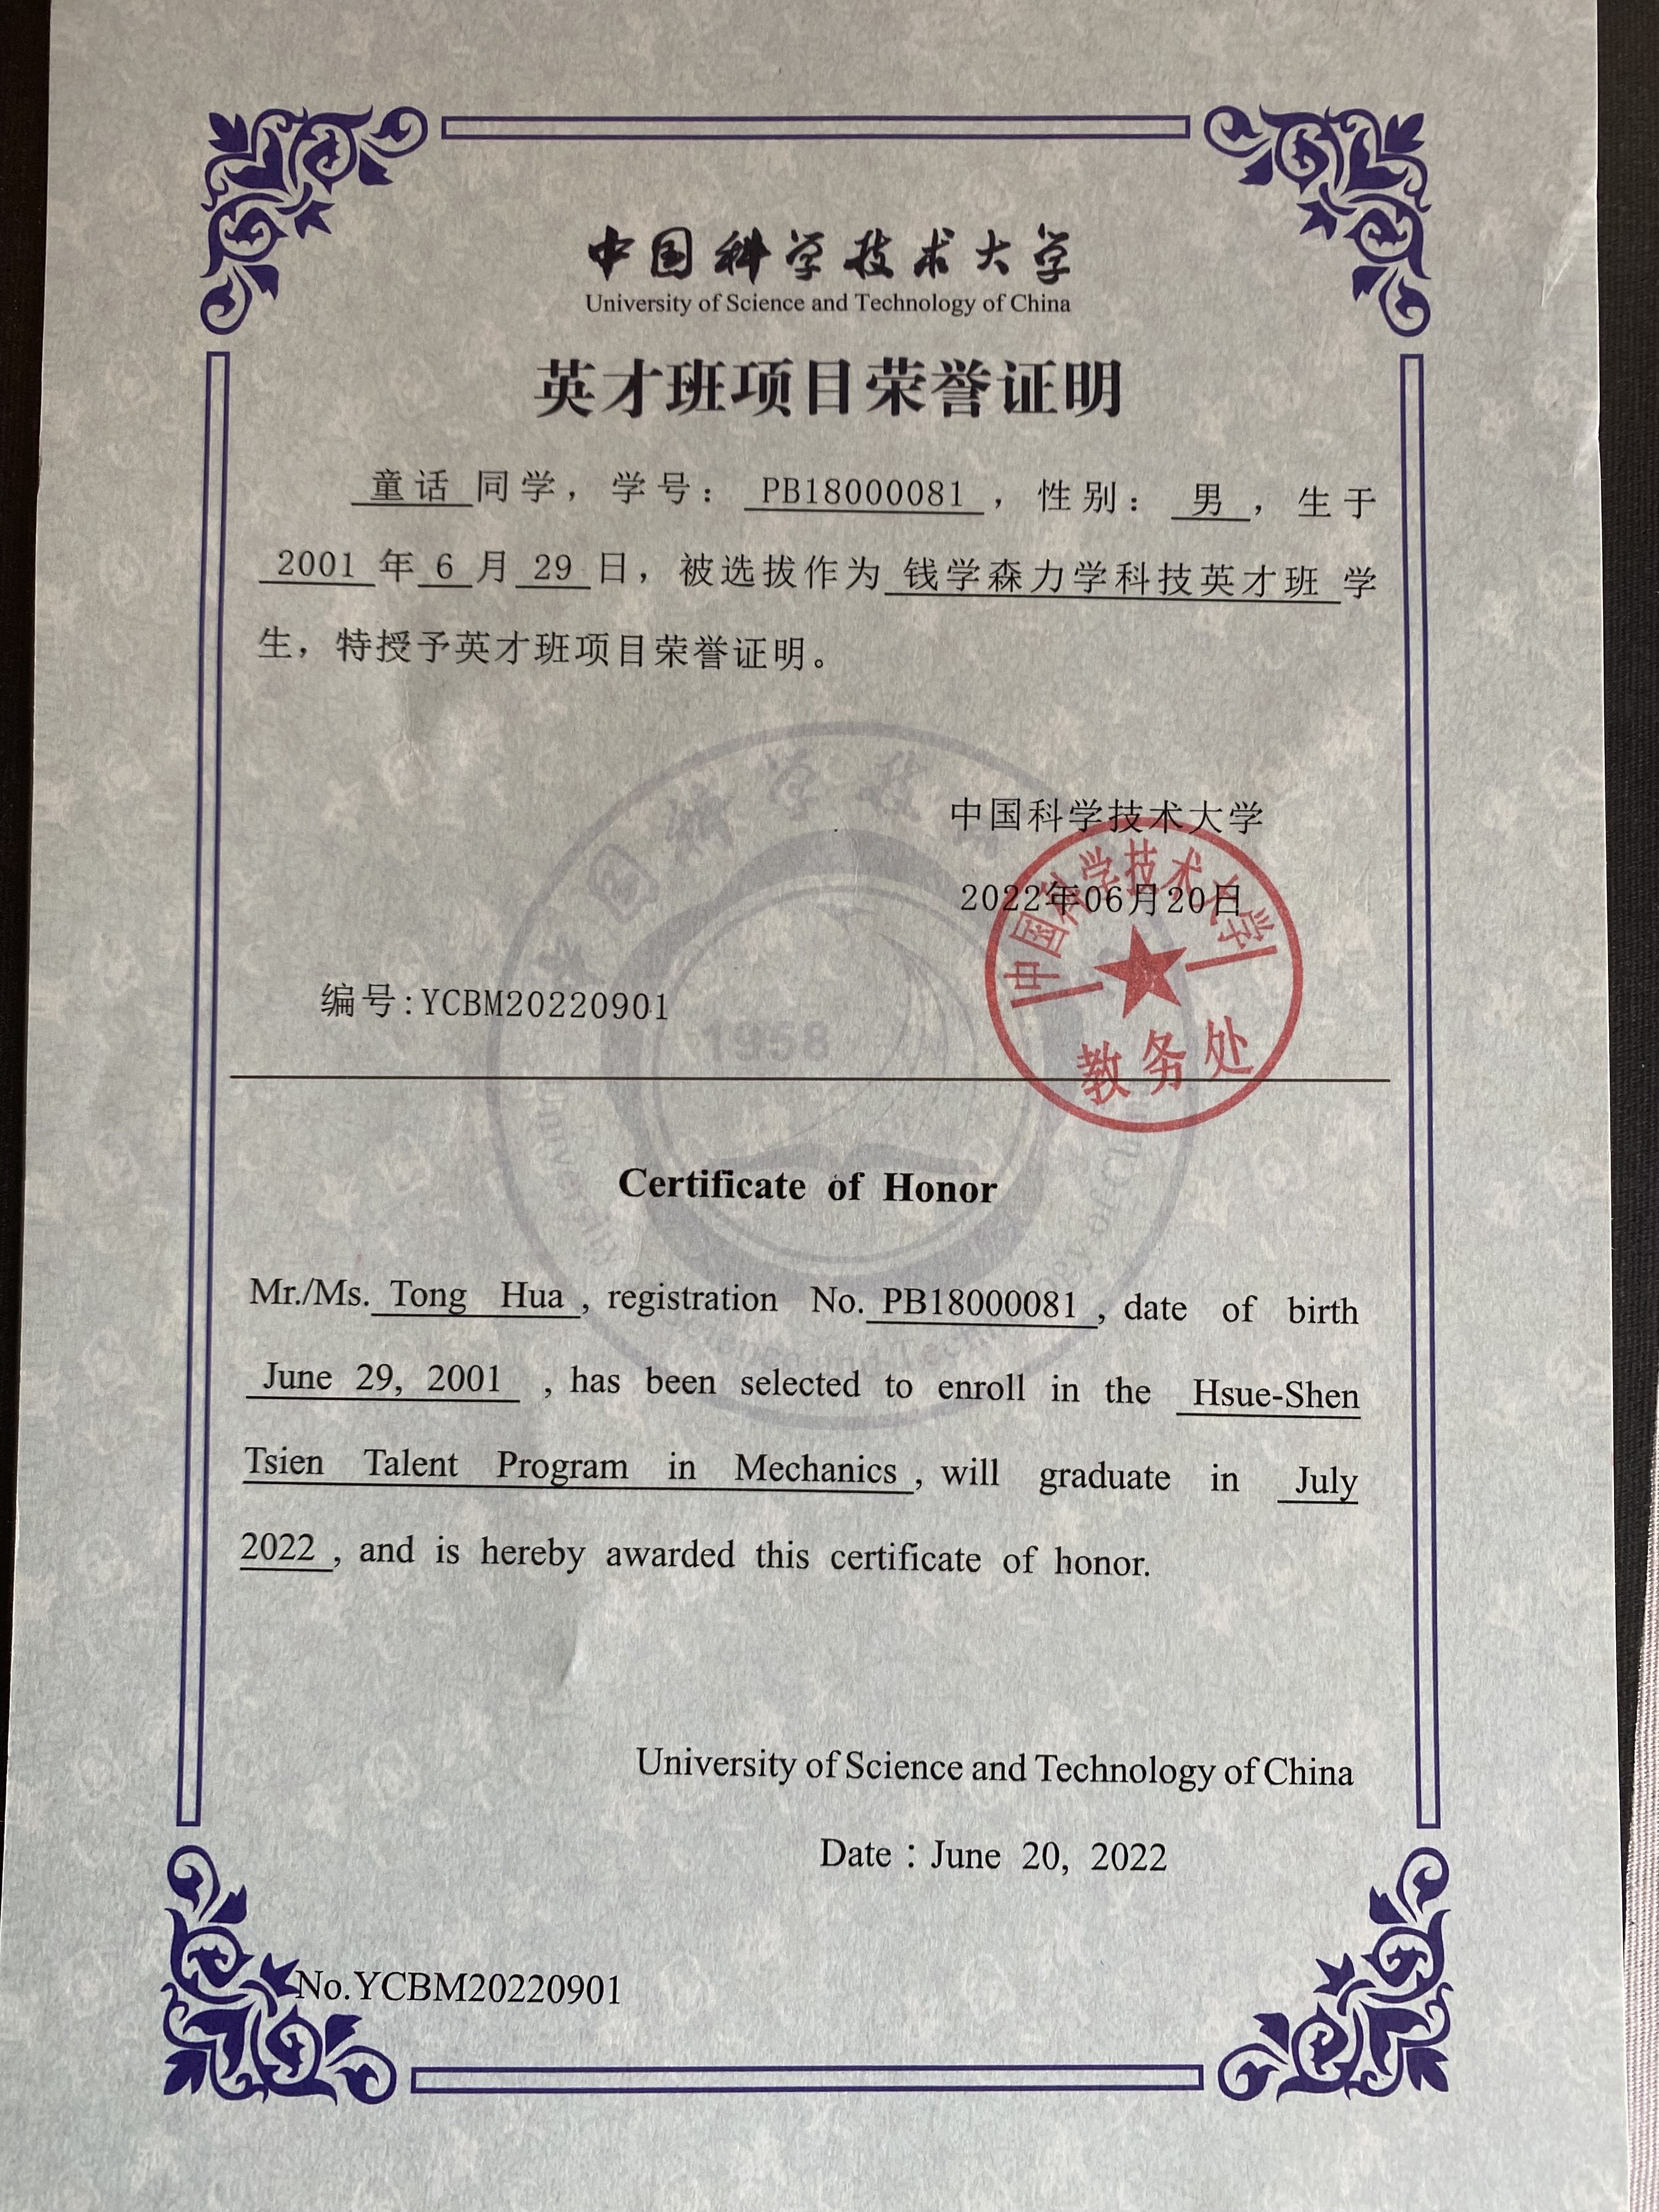 中国科学技术大学
University of Science and Technology of China
英才班项目荣誉证明
童话 同学，学号： PB18000081 ，性别： 男 ，生于
2001 年 6 月 29 日，被选拔作为 钱学森力学科技英才班 学
生，特授予英才班项目荣誉证明。
中国科学技术大学
2022年06月20日
中国科学技术大学
教务处
编号:YCBM20220901
1958
Certificate of Honor
Mr./Ms. Tong Hua , registration No. PB18000081 , date of birth
June 29, 2001 , has been selected to enroll in the Hsue-Shen
Tsien Talent Program in Mechanics , will graduate in July
2022 , and is hereby awarded this certificate of honor.
University of Science and Technology of China
Date：June 20, 2022
No.YCBM20220901